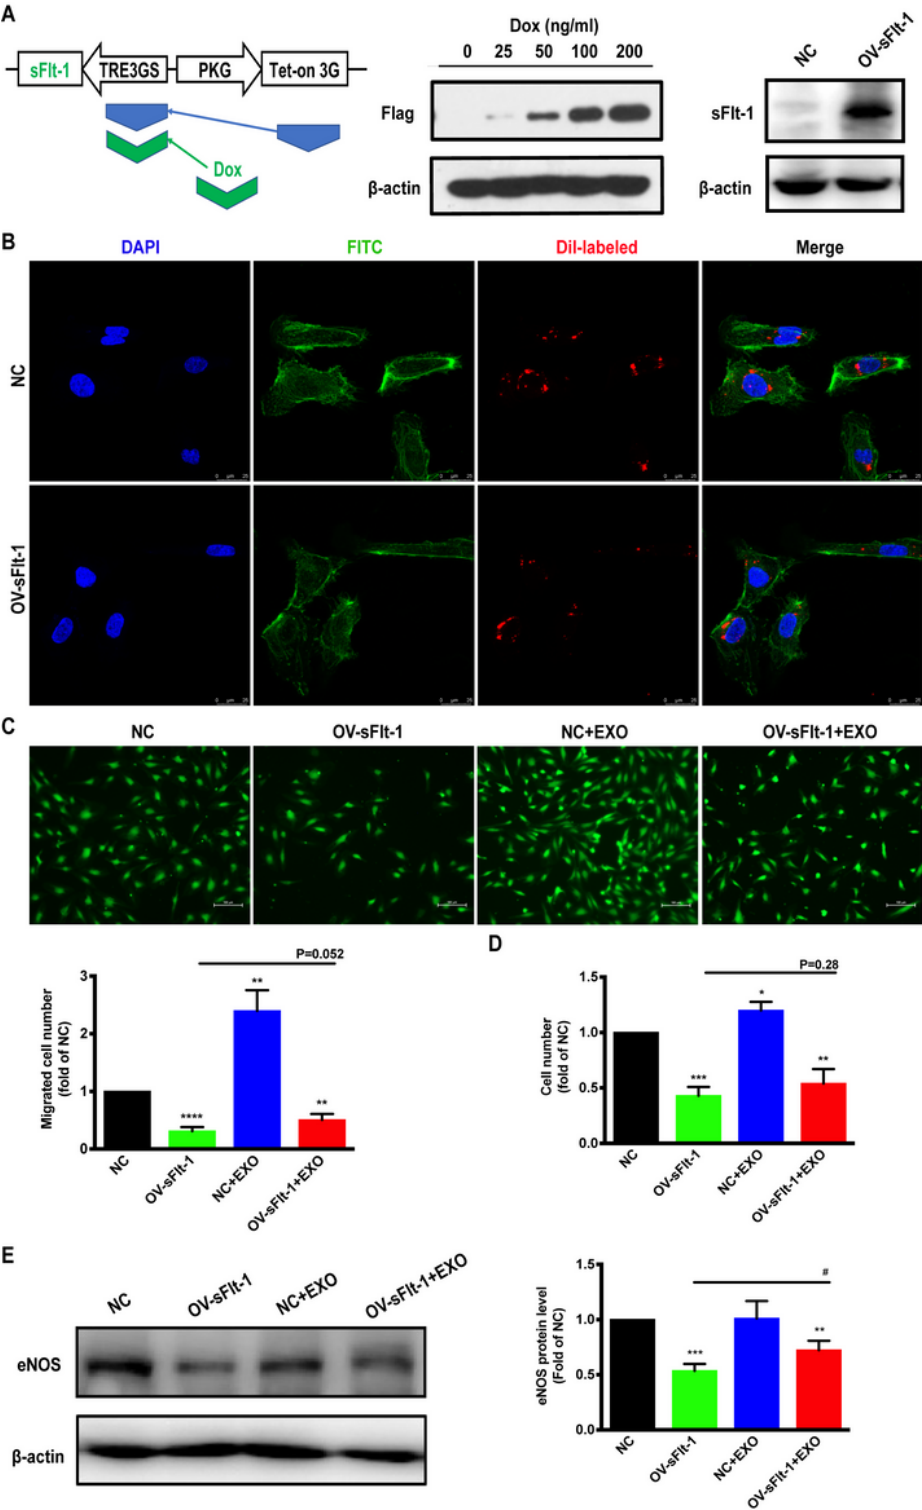 A
sFlt-1 TRE3GS PKG Tet-on 3G
Dox
Dox (ng/ml)
0 25 50 100 200
Flag
β-actin
NC OV-sFlt-1
sFlt-1
β-actin
B
DAPI FITC Dil-labeled Merge
NC
OV-sFlt-1
C
NC OV-sFlt-1 NC+EXO OV-sFlt-1+EXO
P=0.052
Migrated cell number
(fold of NC)
3
2
1
0
****
**
**
NC OV-sFlt-1 NC+EXO OV-sFlt-1+EXO
D
P=0.28
Cell number
(fold of NC)
1.5
1.0
0.5
0.0
***
*
**
NC OV-sFlt-1 NC+EXO OV-sFlt-1+EXO
E
NC OV-sFlt-1 NC+EXO OV-sFlt-1+EXO
eNOS
β-actin
eNOS protein level
(Fold of NC)
1.5
1.0
0.5
0.0
#
***
**
NC OV-sFlt-1 NC+EXO OV-sFlt-1+EXO